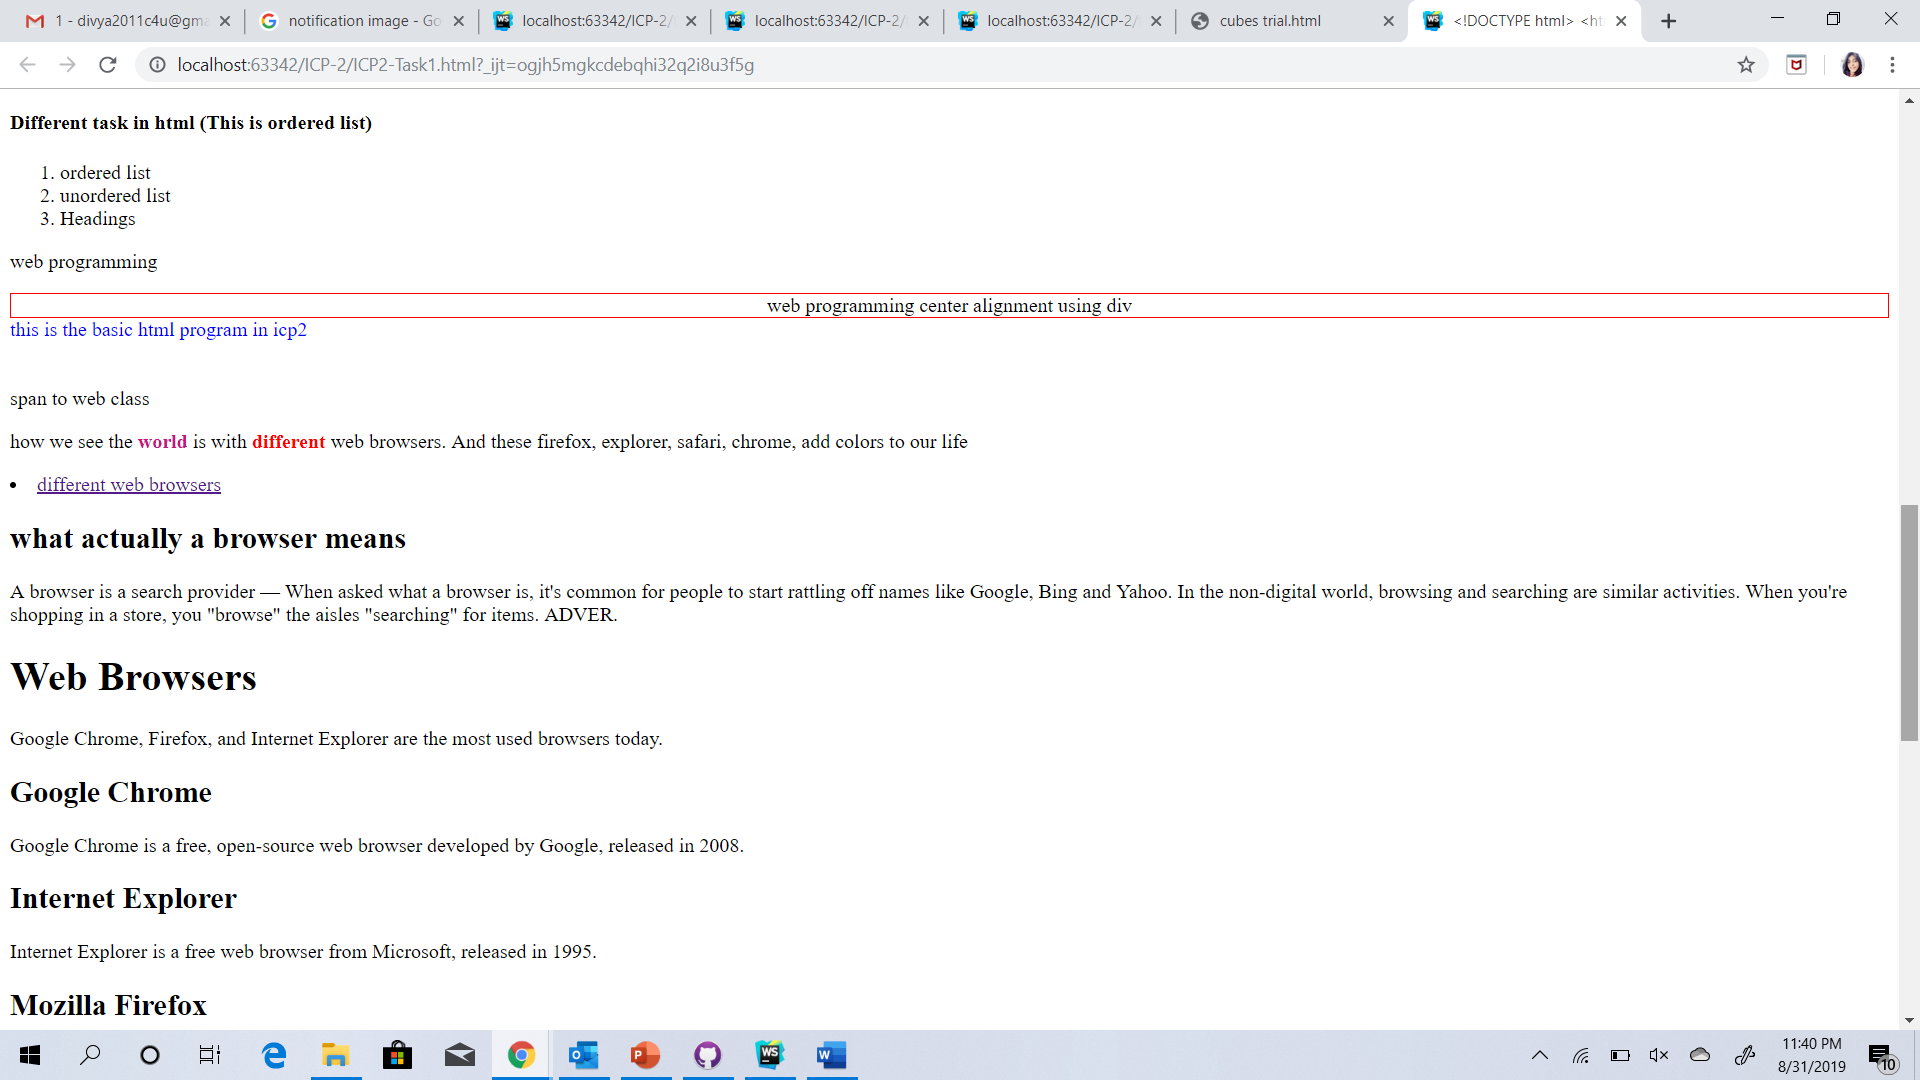 1 - divya2011c4u@gma
notification image - Go
localhost:63342/ICP-2/
localhost:63342/ICP-2/
localhost:63342/ICP-2/
cubes trial.html
<!DOCTYPE html> <ht
localhost:63342/ICP-2/ICP2-Task1.html?_ijt=ogjh5mgkcdebqhi32q2i8u3f5g
Different task in html (This is ordered list)
1. ordered list
2. unordered list
3. Headings
web programming
web programming center alignment using div
this is the basic html program in icp2
span to web class
how we see the world is with different web browsers. And these firefox, explorer, safari, chrome, add colors to our life
• different web browsers
what actually a browser means
A browser is a search provider — When asked what a browser is, it's common for people to start rattling off names like Google, Bing and Yahoo. In the non-digital world, browsing and searching are similar activities. When you're
shopping in a store, you "browse" the aisles "searching" for items. ADVER.
Web Browsers
Google Chrome, Firefox, and Internet Explorer are the most used browsers today.
Google Chrome
Google Chrome is a free, open-source web browser developed by Google, released in 2008.
Internet Explorer
Internet Explorer is a free web browser from Microsoft, released in 1995.
Mozilla Firefox
11:40 PM
8/31/2019
10